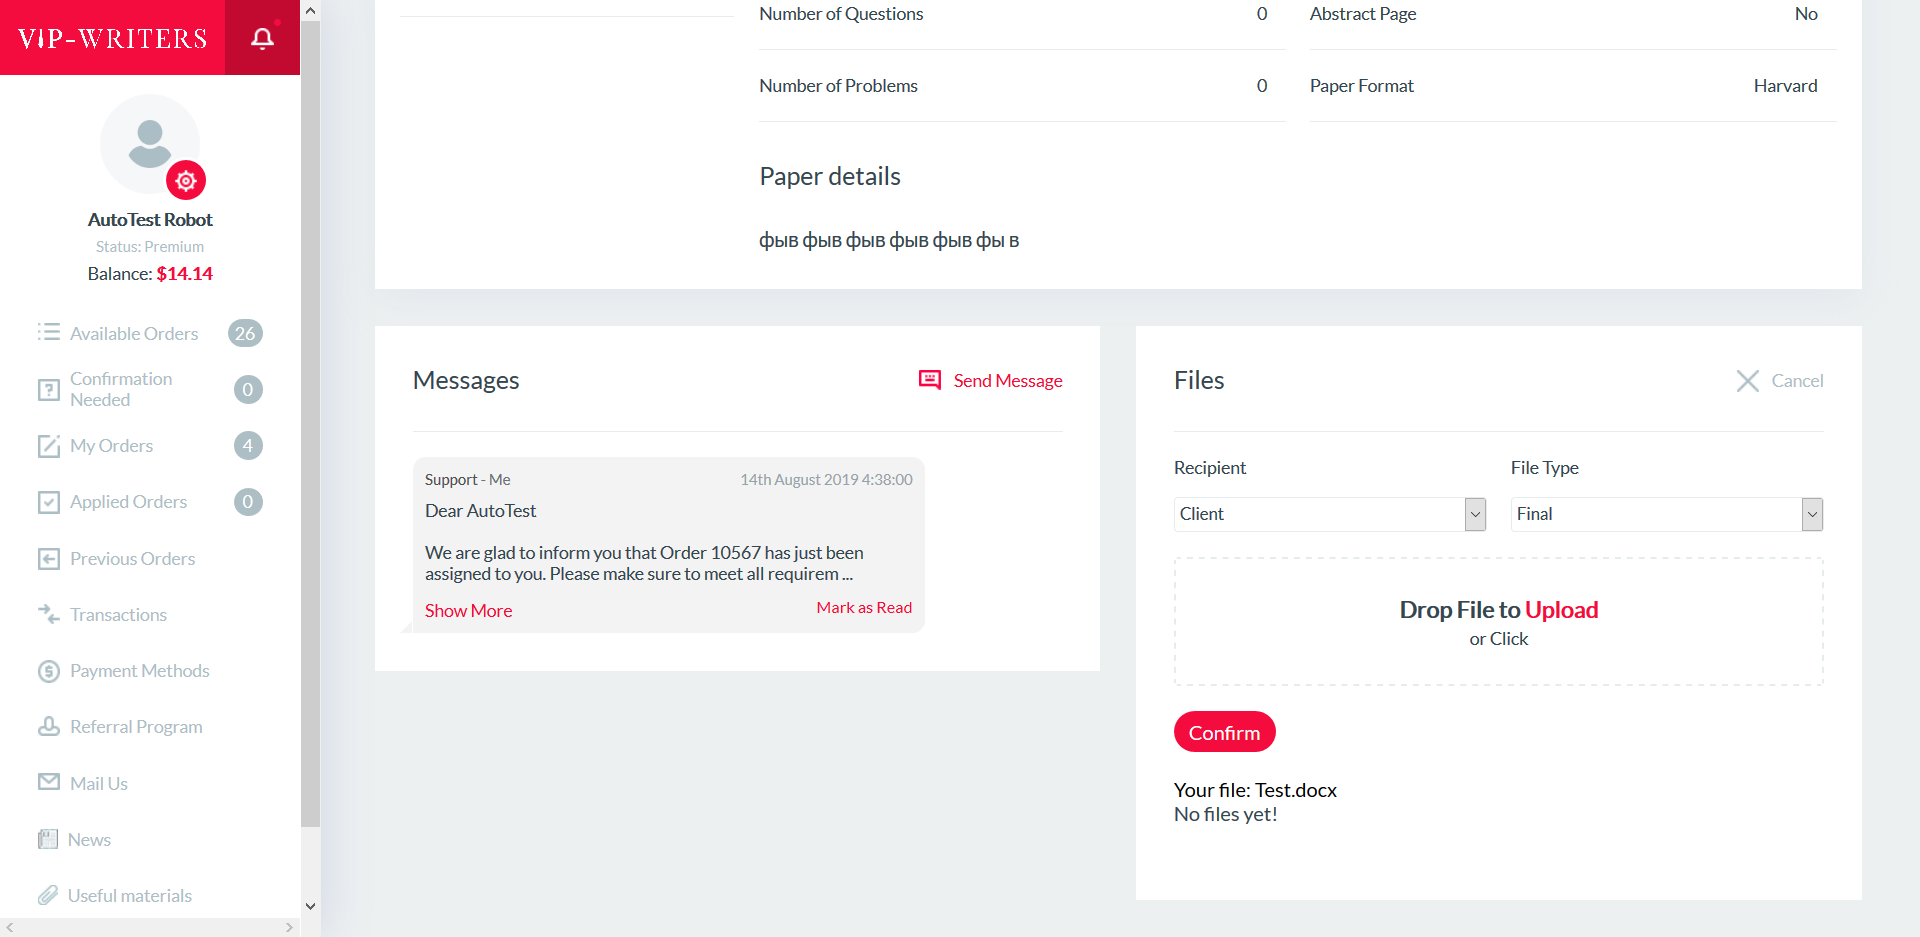 VIP-WRITERS
AutoTest Robot
Status: Premium
Balance: $14.14
Available Orders 26
Confirmation
Needed 0
My Orders 4
Applied Orders 0
Previous Orders
Transactions
Payment Methods
Referral Program
Mail Us
News
Useful materials
Number of Questions 0
Abstract Page No
Number of Problems 0
Paper Format Harvard
Paper details
фыв фыв фыв фыв фыв фы в
Messages
Send Message
Support - Me 14th August 2019 4:38:00
Dear AutoTest
We are glad to inform you that Order 10567 has just been
assigned to you. Please make sure to meet all requirem ...
Show More Mark as Read
Files
Cancel
Recipient File Type
Client Final
Drop File to Upload
or Click
Confirm
Your file: Test.docx
No files yet!